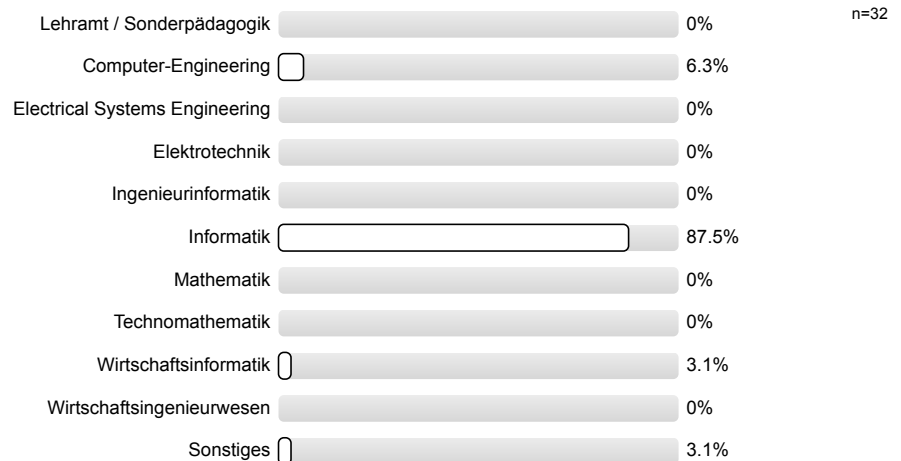 n=32
Lehramt / Sonderpädagogik 0%
Computer-Engineering 6.3%
Electrical Systems Engineering 0%
Elektrotechnik 0%
Ingenieurinformatik 0%
Informatik 87.5%
Mathematik 0%
Technomathematik 0%
Wirtschaftsinformatik 3.1%
Wirtschaftsingenieurwesen 0%
Sonstiges 3.1%